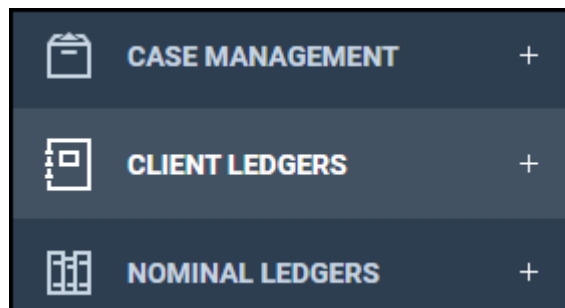 CASE MANAGEMENT +
CLIENT LEDGERS +
NOMINAL LEDGERS +